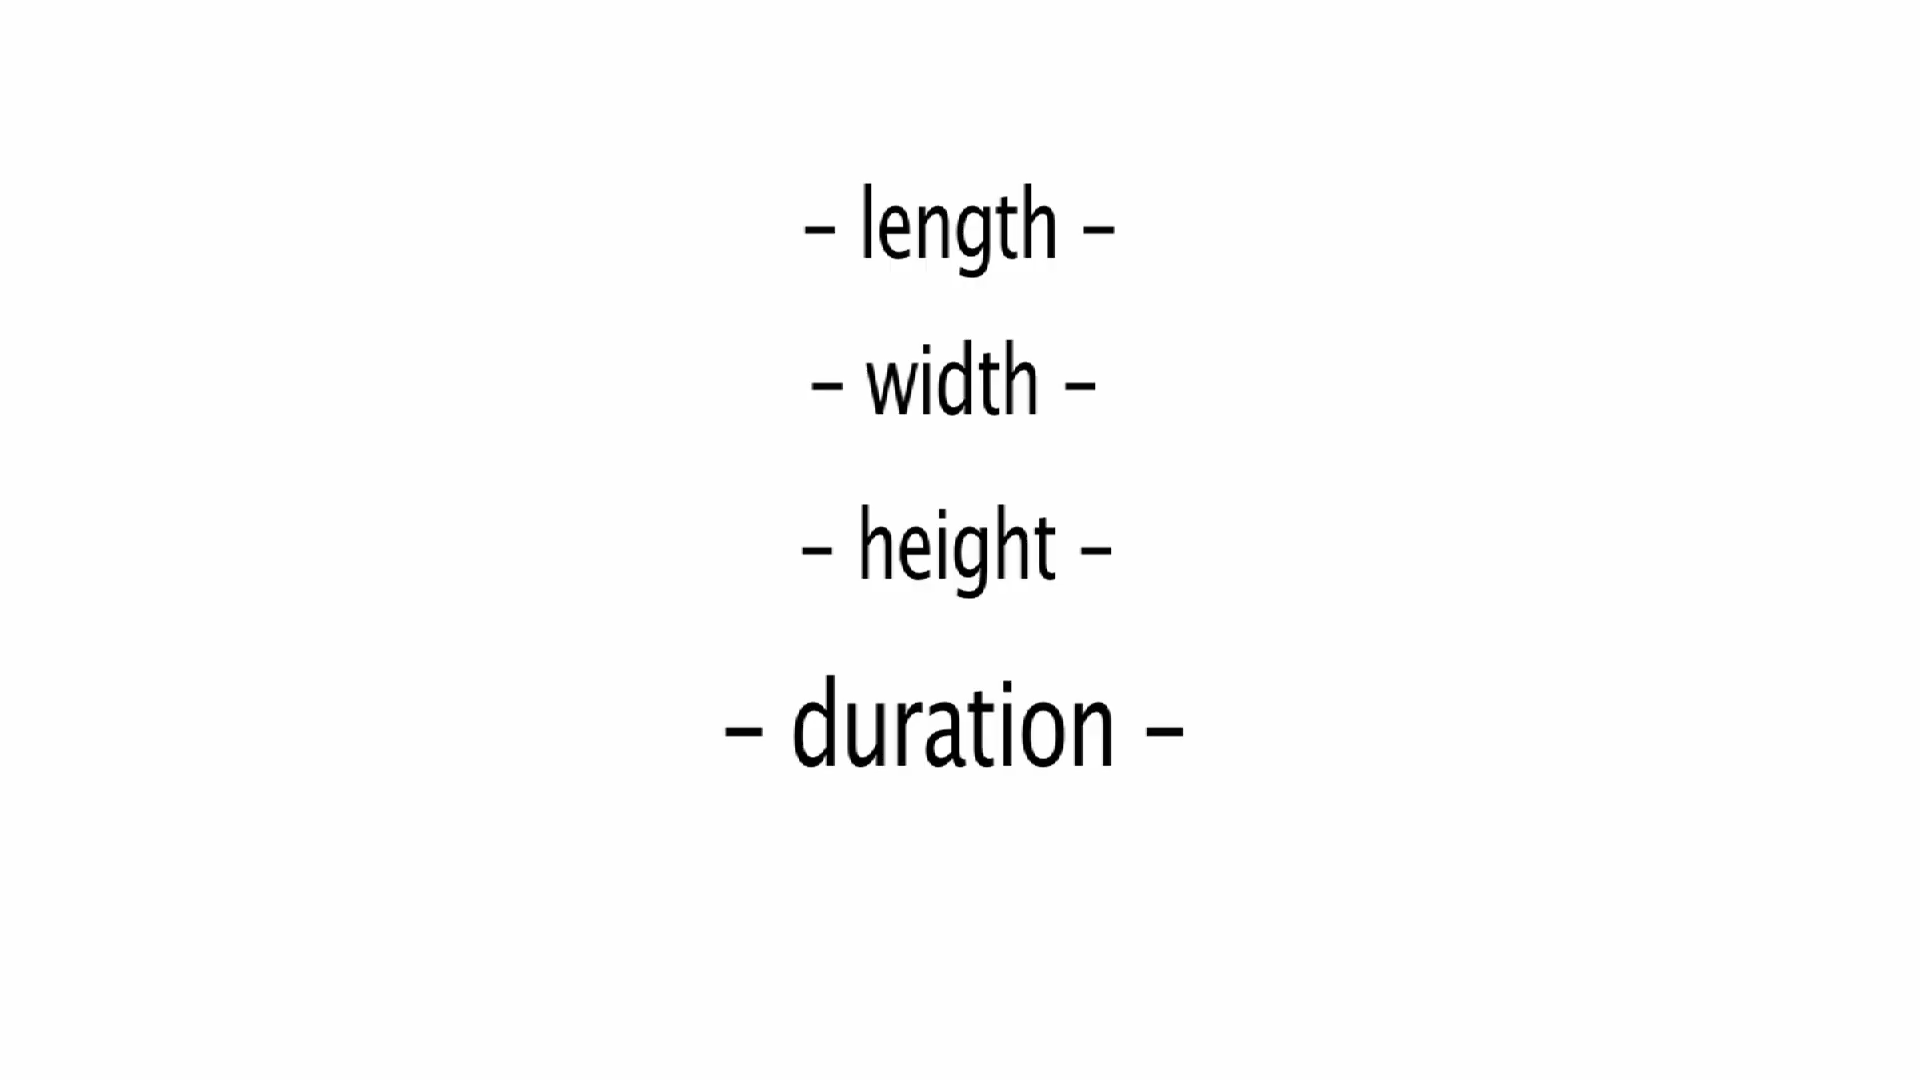 – length –
– width –
– height –
– duration –